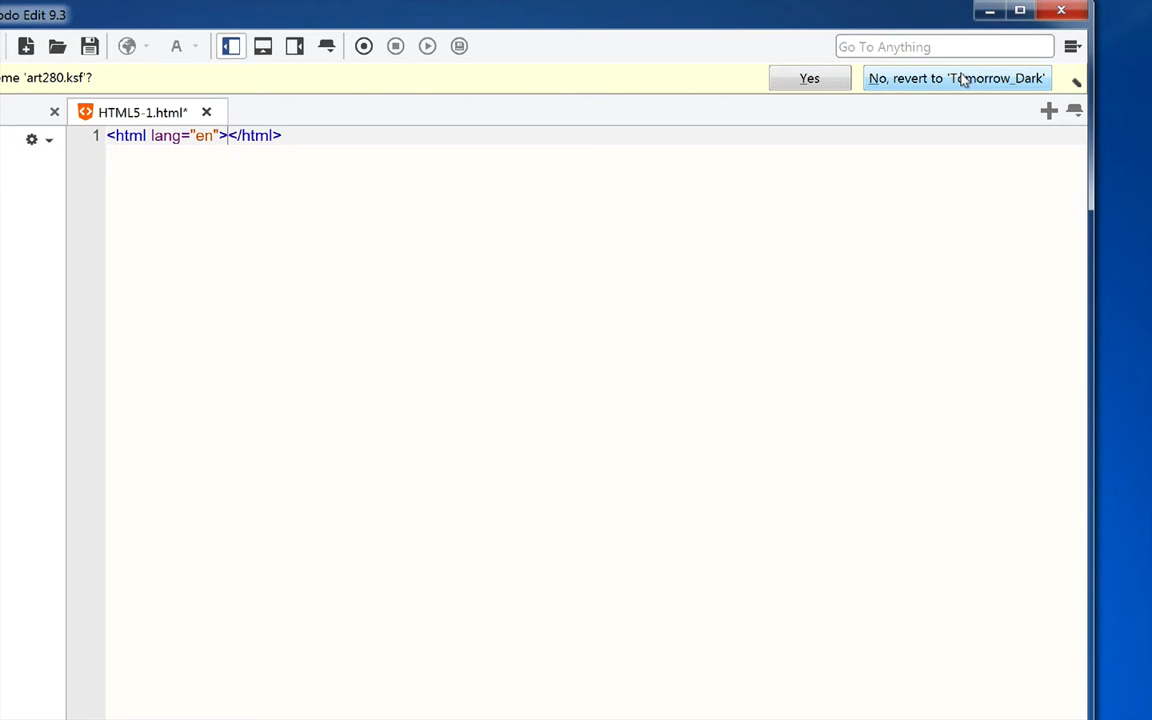 odo Edit 9.3
A
Go To Anything
me 'art280.ksf'?
Yes
No, revert to 'Tomorrow_Dark'
HTML5-1.html*
1 <html lang="en"></html>